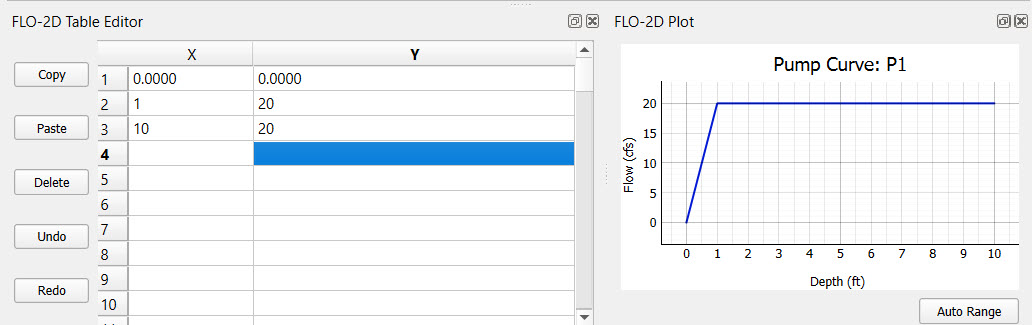 FLO-2D Table Editor
X Y
Copy
1 0.0000 0.0000
2 1 20
Paste
3 10 20
4
Delete
5
6
Undo
7
8
Redo
9
10
FLO-2D Plot
Pump Curve: P1
Flow (cfs)
20
15
10
5
0
0 1 2 3 4 5 6 7 8 9 10
Depth (ft)
Auto Range